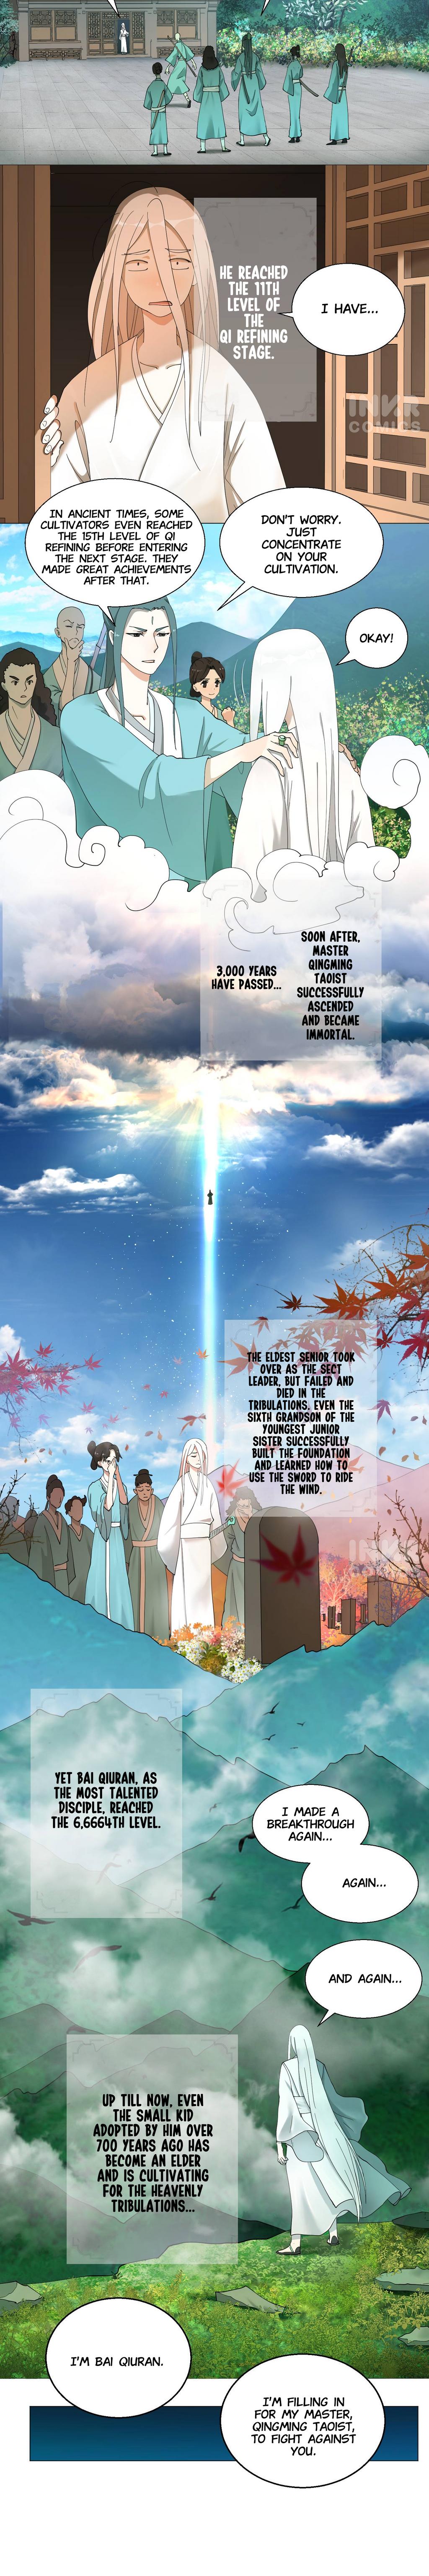 HE REACHED
THE 11TH
LEVEL OF
THE
QI REFINING
STAGE.
I HAVE...
INKR
COMICS
IN ANCIENT TIMES, SOME
CULTIVATORS EVEN REACHED
THE 15TH LEVEL OF QI
REFINING BEFORE ENTERING
THE NEXT STAGE. THEY
MADE GREAT ACHIEVEMENTS
AFTER THAT.
DON'T WORRY.
JUST
CONCENTRATE
ON YOUR
CULTIVATION.
OKAY!
SOON AFTER,
MASTER
QINGMING
TAOIST
SUCCESSFULLY
ASCENDED
AND BECAME
IMMORTAL.
3,000 YEARS
HAVE PASSED...
THE ELDEST SENIOR TOOK
OVER AS THE SECT
LEADER, BUT FAILED AND
DIED IN THE
TRIBULATIONS. EVEN THE
SIXTH GRANDSON OF THE
YOUNGEST JUNIOR
SISTER SUCCESSFULLY
BUILT THE FOUNDATION
AND LEARNED HOW TO
USE THE SWORD TO RIDE
THE WIND.
INKR
COMICS
YET BAI QIURAN, AS
THE MOST TALENTED
DISCIPLE, REACHED
THE 6,6664TH LEVEL.
I MADE A
BREAKTHROUGH
AGAIN...
AGAIN...
AND AGAIN...
UP TILL NOW, EVEN
THE SMALL KID
ADOPTED BY HIM OVER
700 YEARS AGO HAS
BECOME AN ELDER
AND IS CULTIVATING
FOR THE HEAVENLY
TRIBULATIONS...
I'M BAI QIURAN.
I'M FILLING IN
FOR MY MASTER,
QINGMING TAOIST,
TO FIGHT AGAINST
YOU.